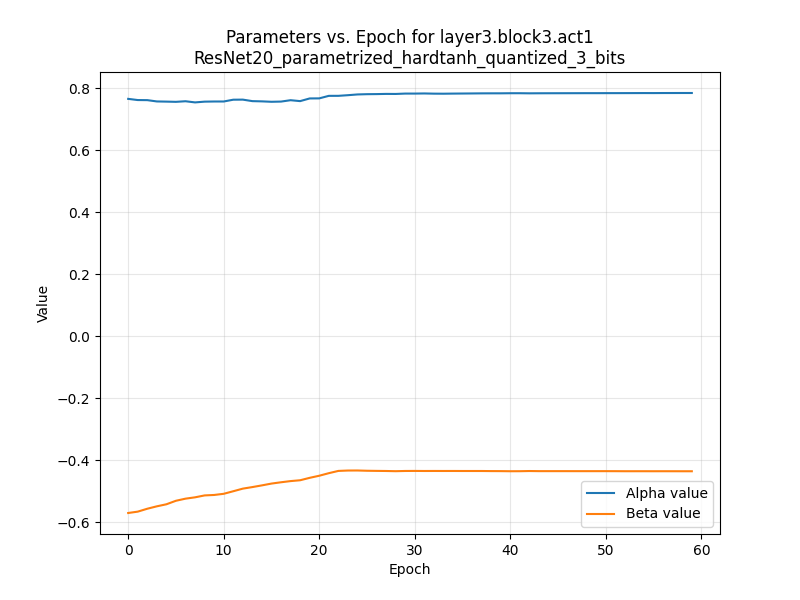 Parameters vs. Epoch for layer3.block3.act1
ResNet20_parametrized_hardtanh_quantized_3_bits
Value
0.8
0.6
0.4
0.2
0.0
−0.2
−0.4
−0.6
0 10 20 30 40 50 60
Epoch
Alpha value
Beta value